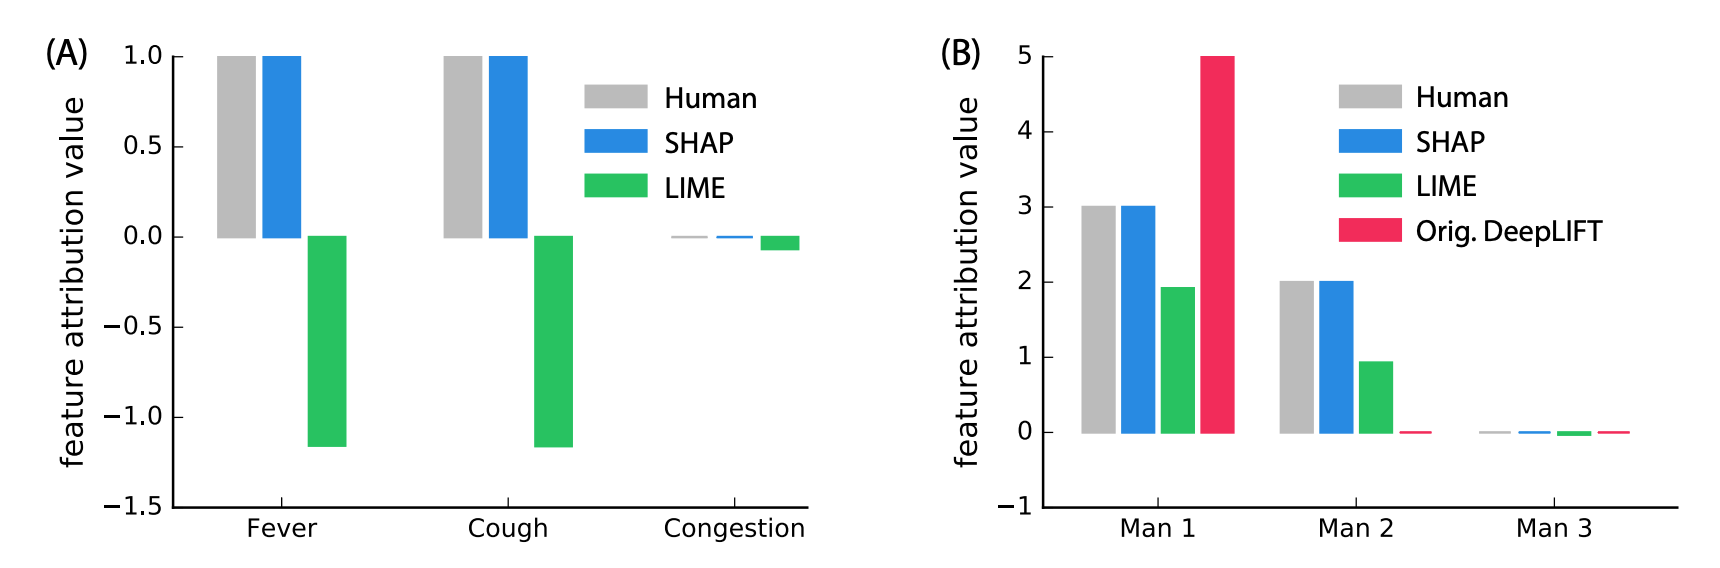 (A)
feature attribution value
1.0
0.5
0.0
−0.5
−1.0
−1.5
Fever
Cough
Congestion
Human
SHAP
LIME
(B)
feature attribution value
5
4
3
2
1
0
−1
Man 1
Man 2
Man 3
Human
SHAP
LIME
Orig. DeepLIFT